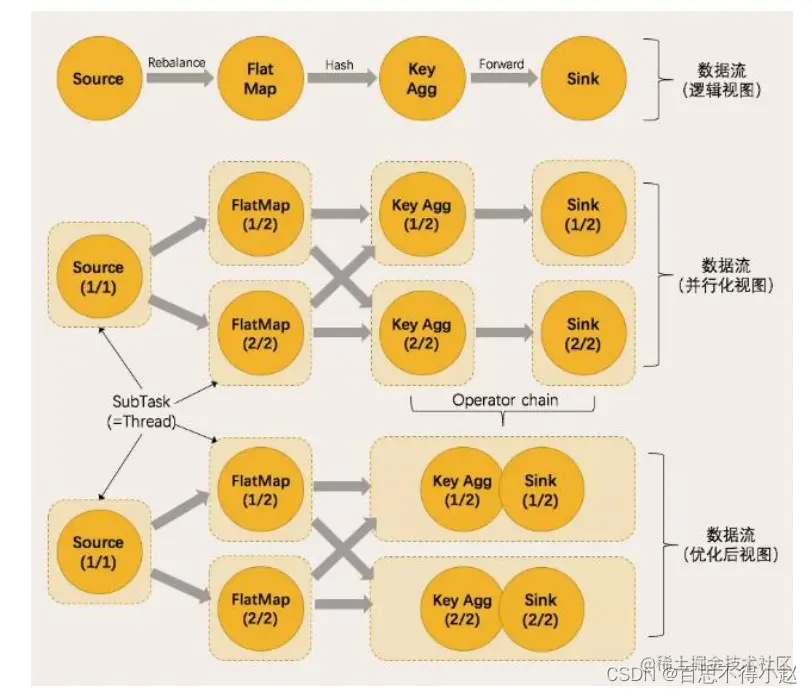 Source
Rebalance
Flat
Map
Hash
Key
Agg
Forward
Sink
数据流
(逻辑视图)
Source
(1/1)
FlatMap
(1/2)
Key Agg
(1/2)
Sink
(1/2)
FlatMap
(2/2)
Key Agg
(2/2)
Sink
(2/2)
数据流
(并行化视图)
SubTask
(=Thread)
Operator chain
Source
(1/1)
FlatMap
(1/2)
Key Agg
(1/2)
Sink
(1/2)
FlatMap
(2/2)
Key Agg
(2/2)
Sink
(2/2)
数据流
(优化后视图)
@稀土掘金技术社区
CSDN @百思不得小赵